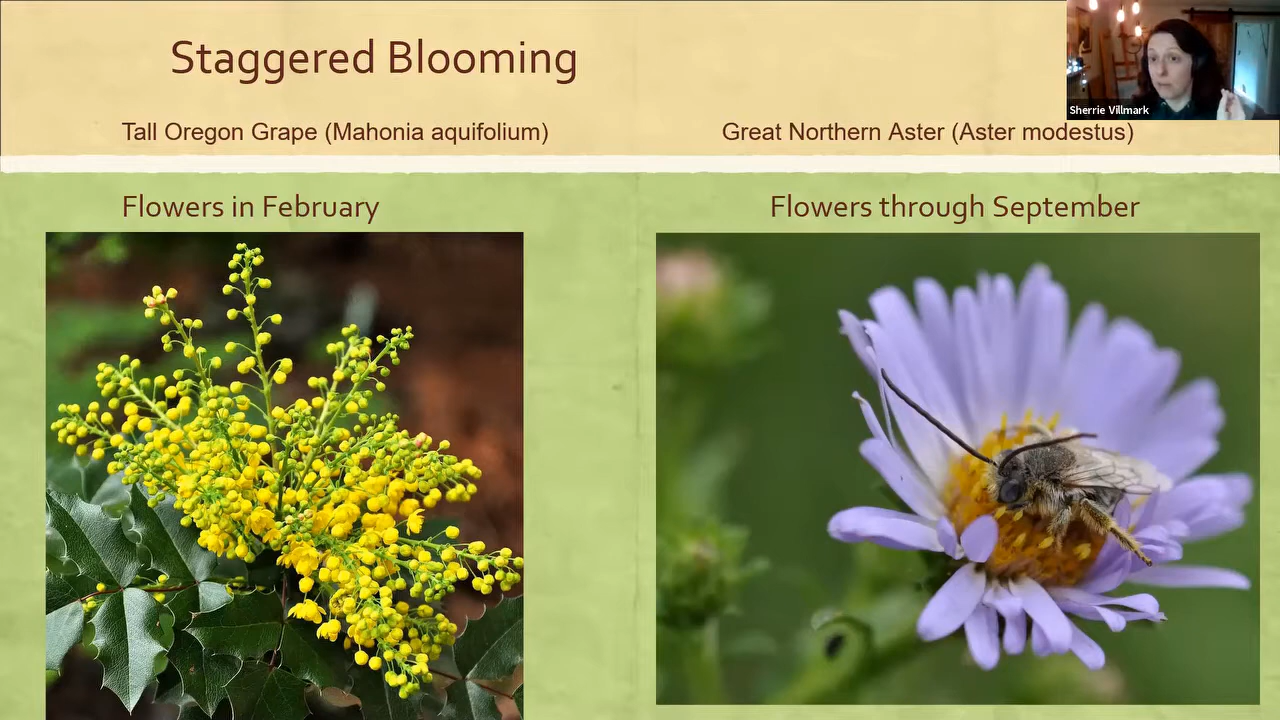 Staggered Blooming
Sherrie Villmark
Tall Oregon Grape (Mahonia aquifolium)
Great Northern Aster (Aster modestus)
Flowers in February
Flowers through September